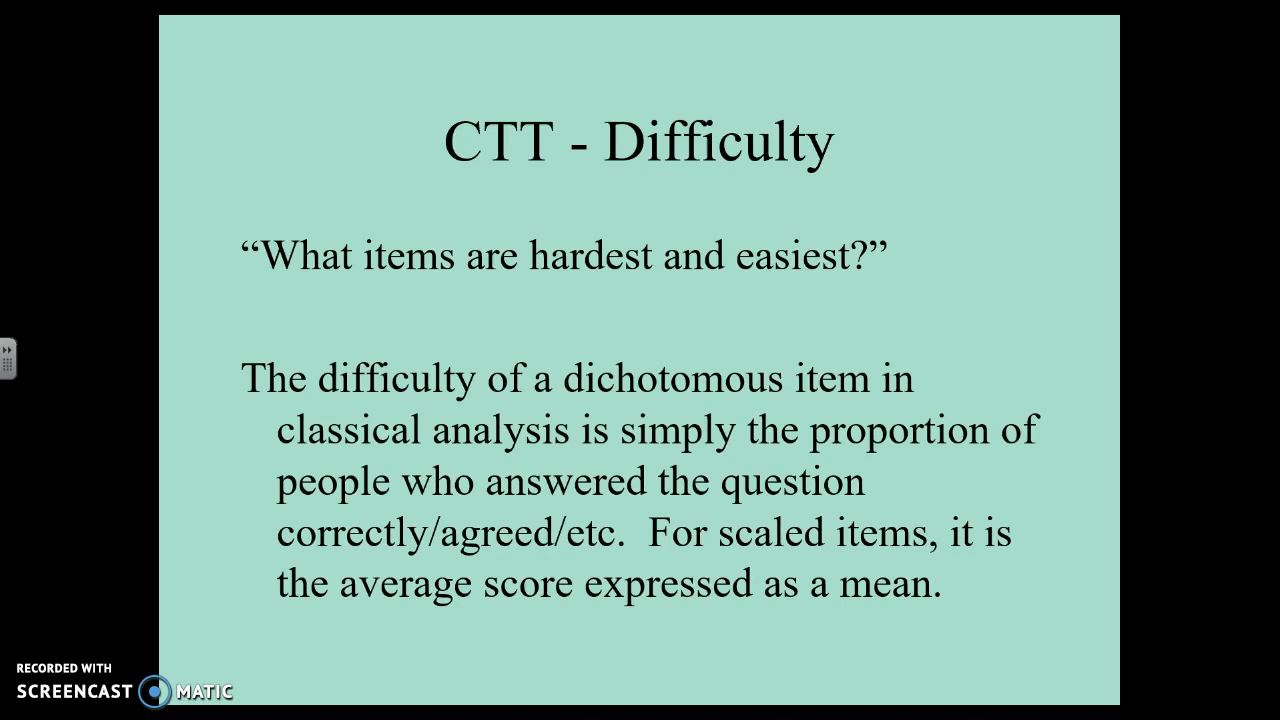 CTT - Difficulty
“What items are hardest and easiest?”
The difficulty of a dichotomous item in
classical analysis is simply the proportion of
people who answered the question
correctly/agreed/etc.  For scaled items, it is
the average score expressed as a mean.
RECORDED WITH
SCREENCAST MATIC